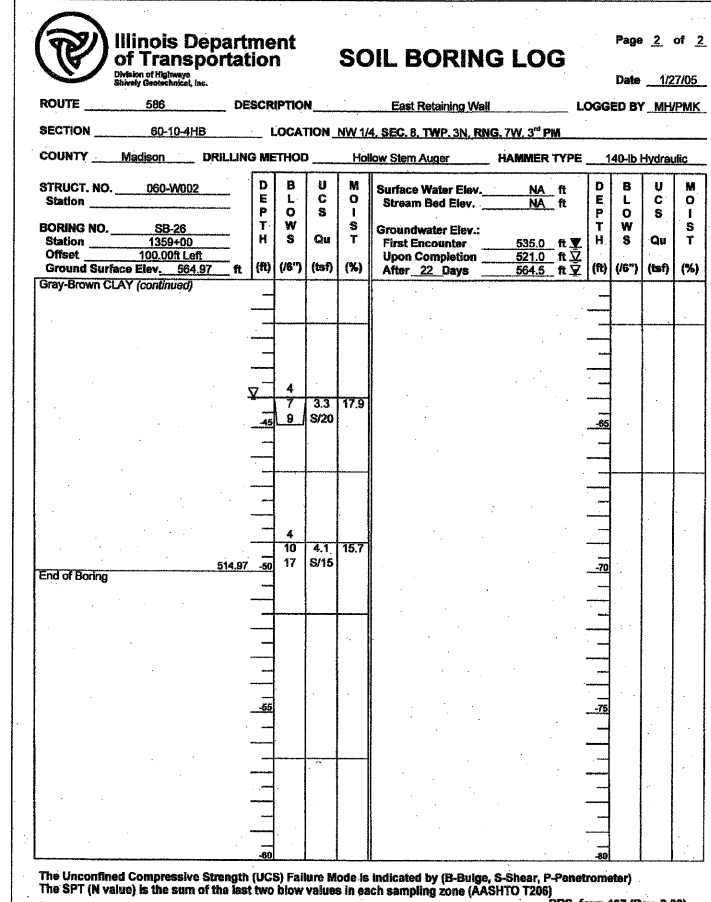 Illinois Department
of Transportation
Division of Highways
Shively Geotechnical, Inc.
SOIL BORING LOG
Page 2 of 2
Date 1/27/05
ROUTE 586 DESCRIPTION East Retaining Wall LOGGED BY MH/PMK
SECTION 60-10-4HB LOCATION NW 1/4, SEC. 8, TWP. 3N, RNG. 7W, 3rd PM
COUNTY Madison DRILLING METHOD Hollow Stem Auger HAMMER TYPE 140-lb Hydraulic
STRUCT. NO. 060-W002
Station
BORING NO. SB-26
Station 1359+00
Offset 100.00ft Left
Ground Surface Elev. 564.97 ft
DEPTH (ft)
BLOWS (/6")
UCS Qu (tsf)
MOIST (%)
Surface Water Elev. NA ft
Stream Bed Elev. NA ft
Groundwater Elev.:
First Encounter 535.0 ft ▼
Upon Completion 521.0 ft ▽
After 22 Days 564.5 ft ▽
DEPTH (ft)
BLOWS (/6")
UCS Qu (tsf)
MOIST (%)
Gray-Brown CLAY (continued)
4
7 3.3 17.9
-45 9 S/20
-65
4
10 4.1 15.7
514.97 -50 17 S/15
-70
End of Boring
-55
-75
-60
-80
The Unconfined Compressive Strength (UCS) Failure Mode is indicated by (B-Bulge, S-Shear, P-Penetrometer)
The SPT (N value) is the sum of the last two blow values in each sampling zone (AASHTO T206)